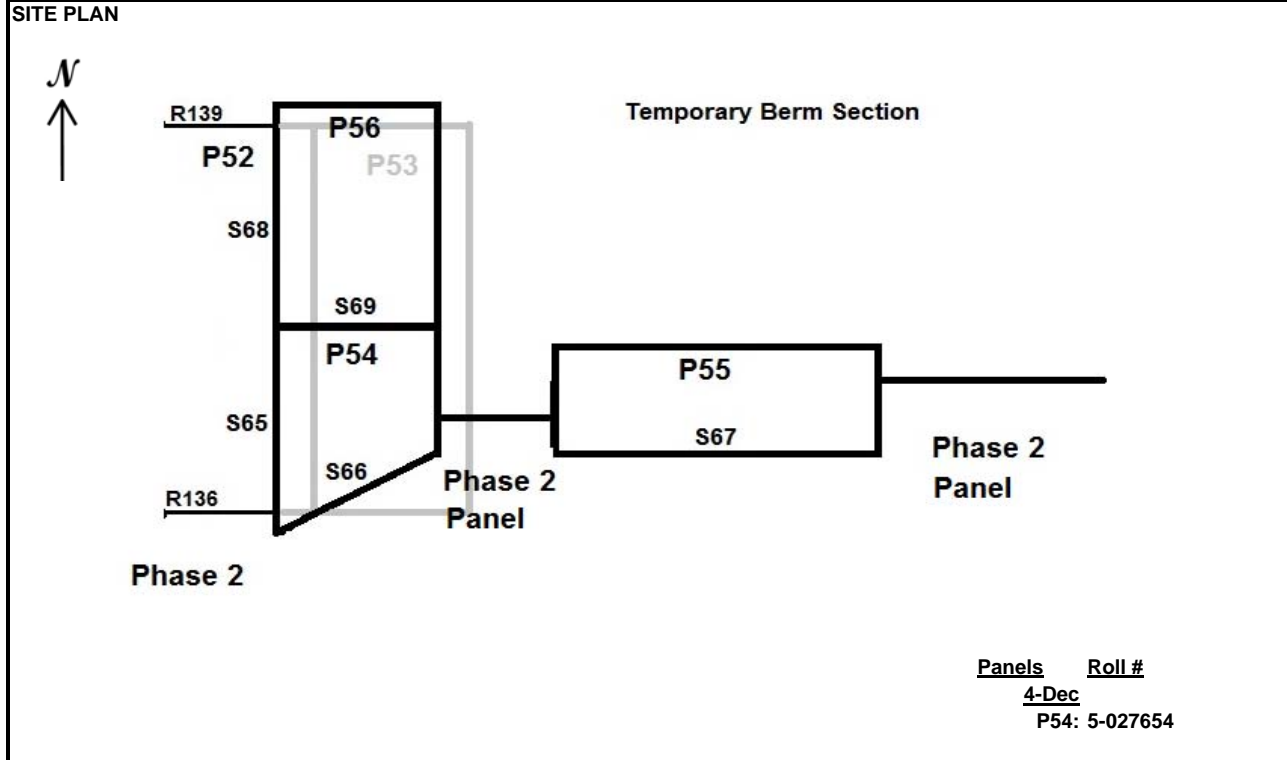 SITE PLAN
N
R139
P56
Temporary Berm Section
P52
P53
S68
S69
P54
P55
S65
S67
S66
Phase 2
Panel
Phase 2
Panel
R136
Phase 2
Panels Roll #
4-Dec
P54: 5-027654